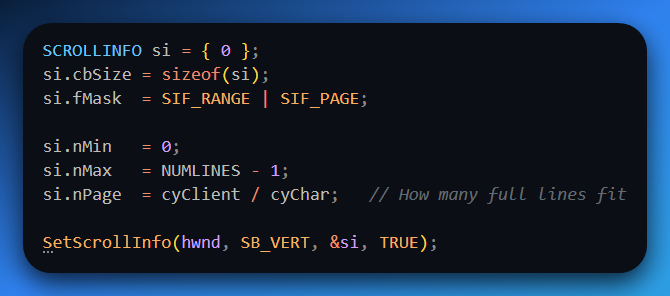 SCROLLINFO si = { 0 };
si.cbSize = sizeof(si);
si.fMask  = SIF_RANGE | SIF_PAGE;

si.nMin   = 0;
si.nMax   = NUMLINES - 1;
si.nPage  = cyClient / cyChar;   // How many full lines fit

SetScrollInfo(hwnd, SB_VERT, &si, TRUE);